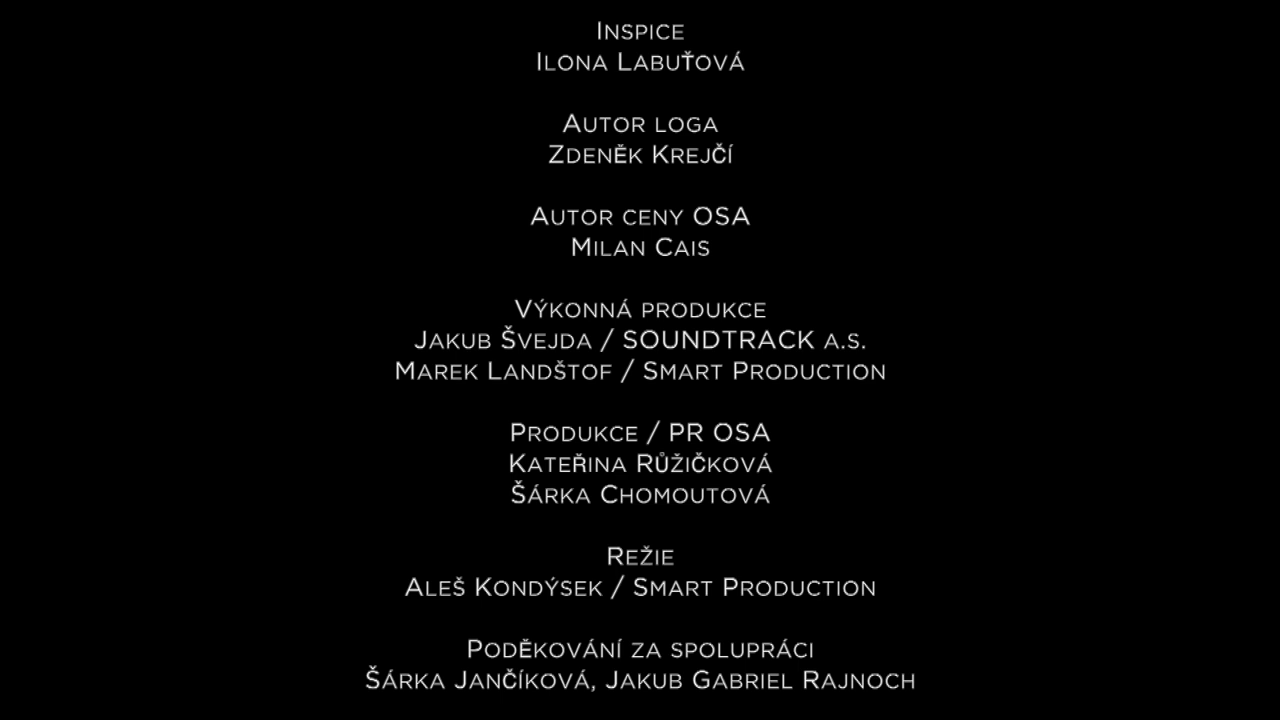 Inspice
Ilona Labuťová
Autor loga
Zdeněk Krejčí
Autor ceny OSA
Milan Cais
Výkonná produkce
Jakub Švejda / SOUNDTRACK a.s.
Marek Landštof / Smart Production
Produkce / PR OSA
Kateřina Růžičková
Šárka Chomoutová
Režie
Aleš Kondýsek / Smart Production
Poděkování za spolupráci
Šárka Jančíková, Jakub Gabriel Rajnoch